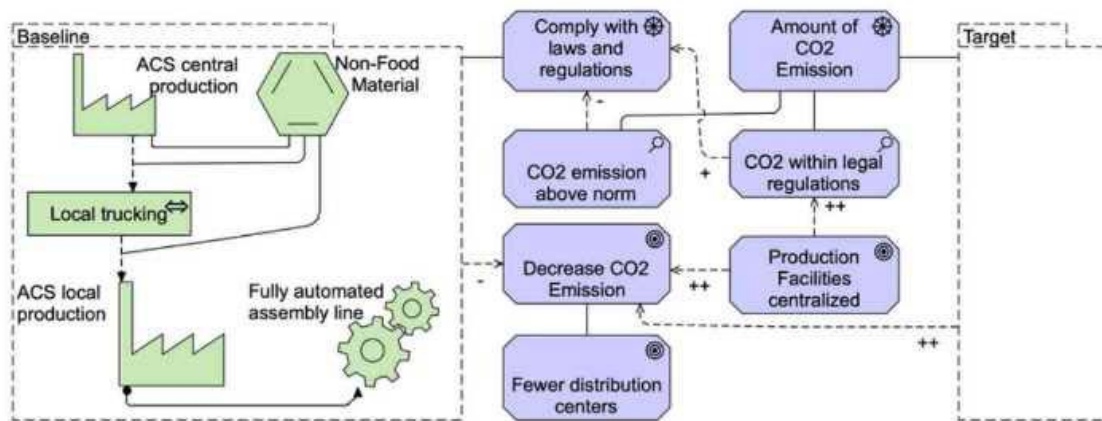 Baseline
ACS central
production
Non-Food
Material
Local trucking
ACS local
production
Fully automated
assembly line
Comply with
laws and
regulations
Amount of
CO2
Emission
Target
-
CO2 emission
above norm
CO2 within legal
regulations
+
++
Decrease CO2
Emission
-
++
Production
Facilities
centralized
++
Fewer distribution
centers